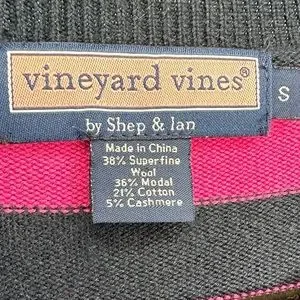 vineyard vines®
S
by Shep & Ian
Made in China
38% Superfine
Wool
36% Modal
21% Cotton
5% Cashmere